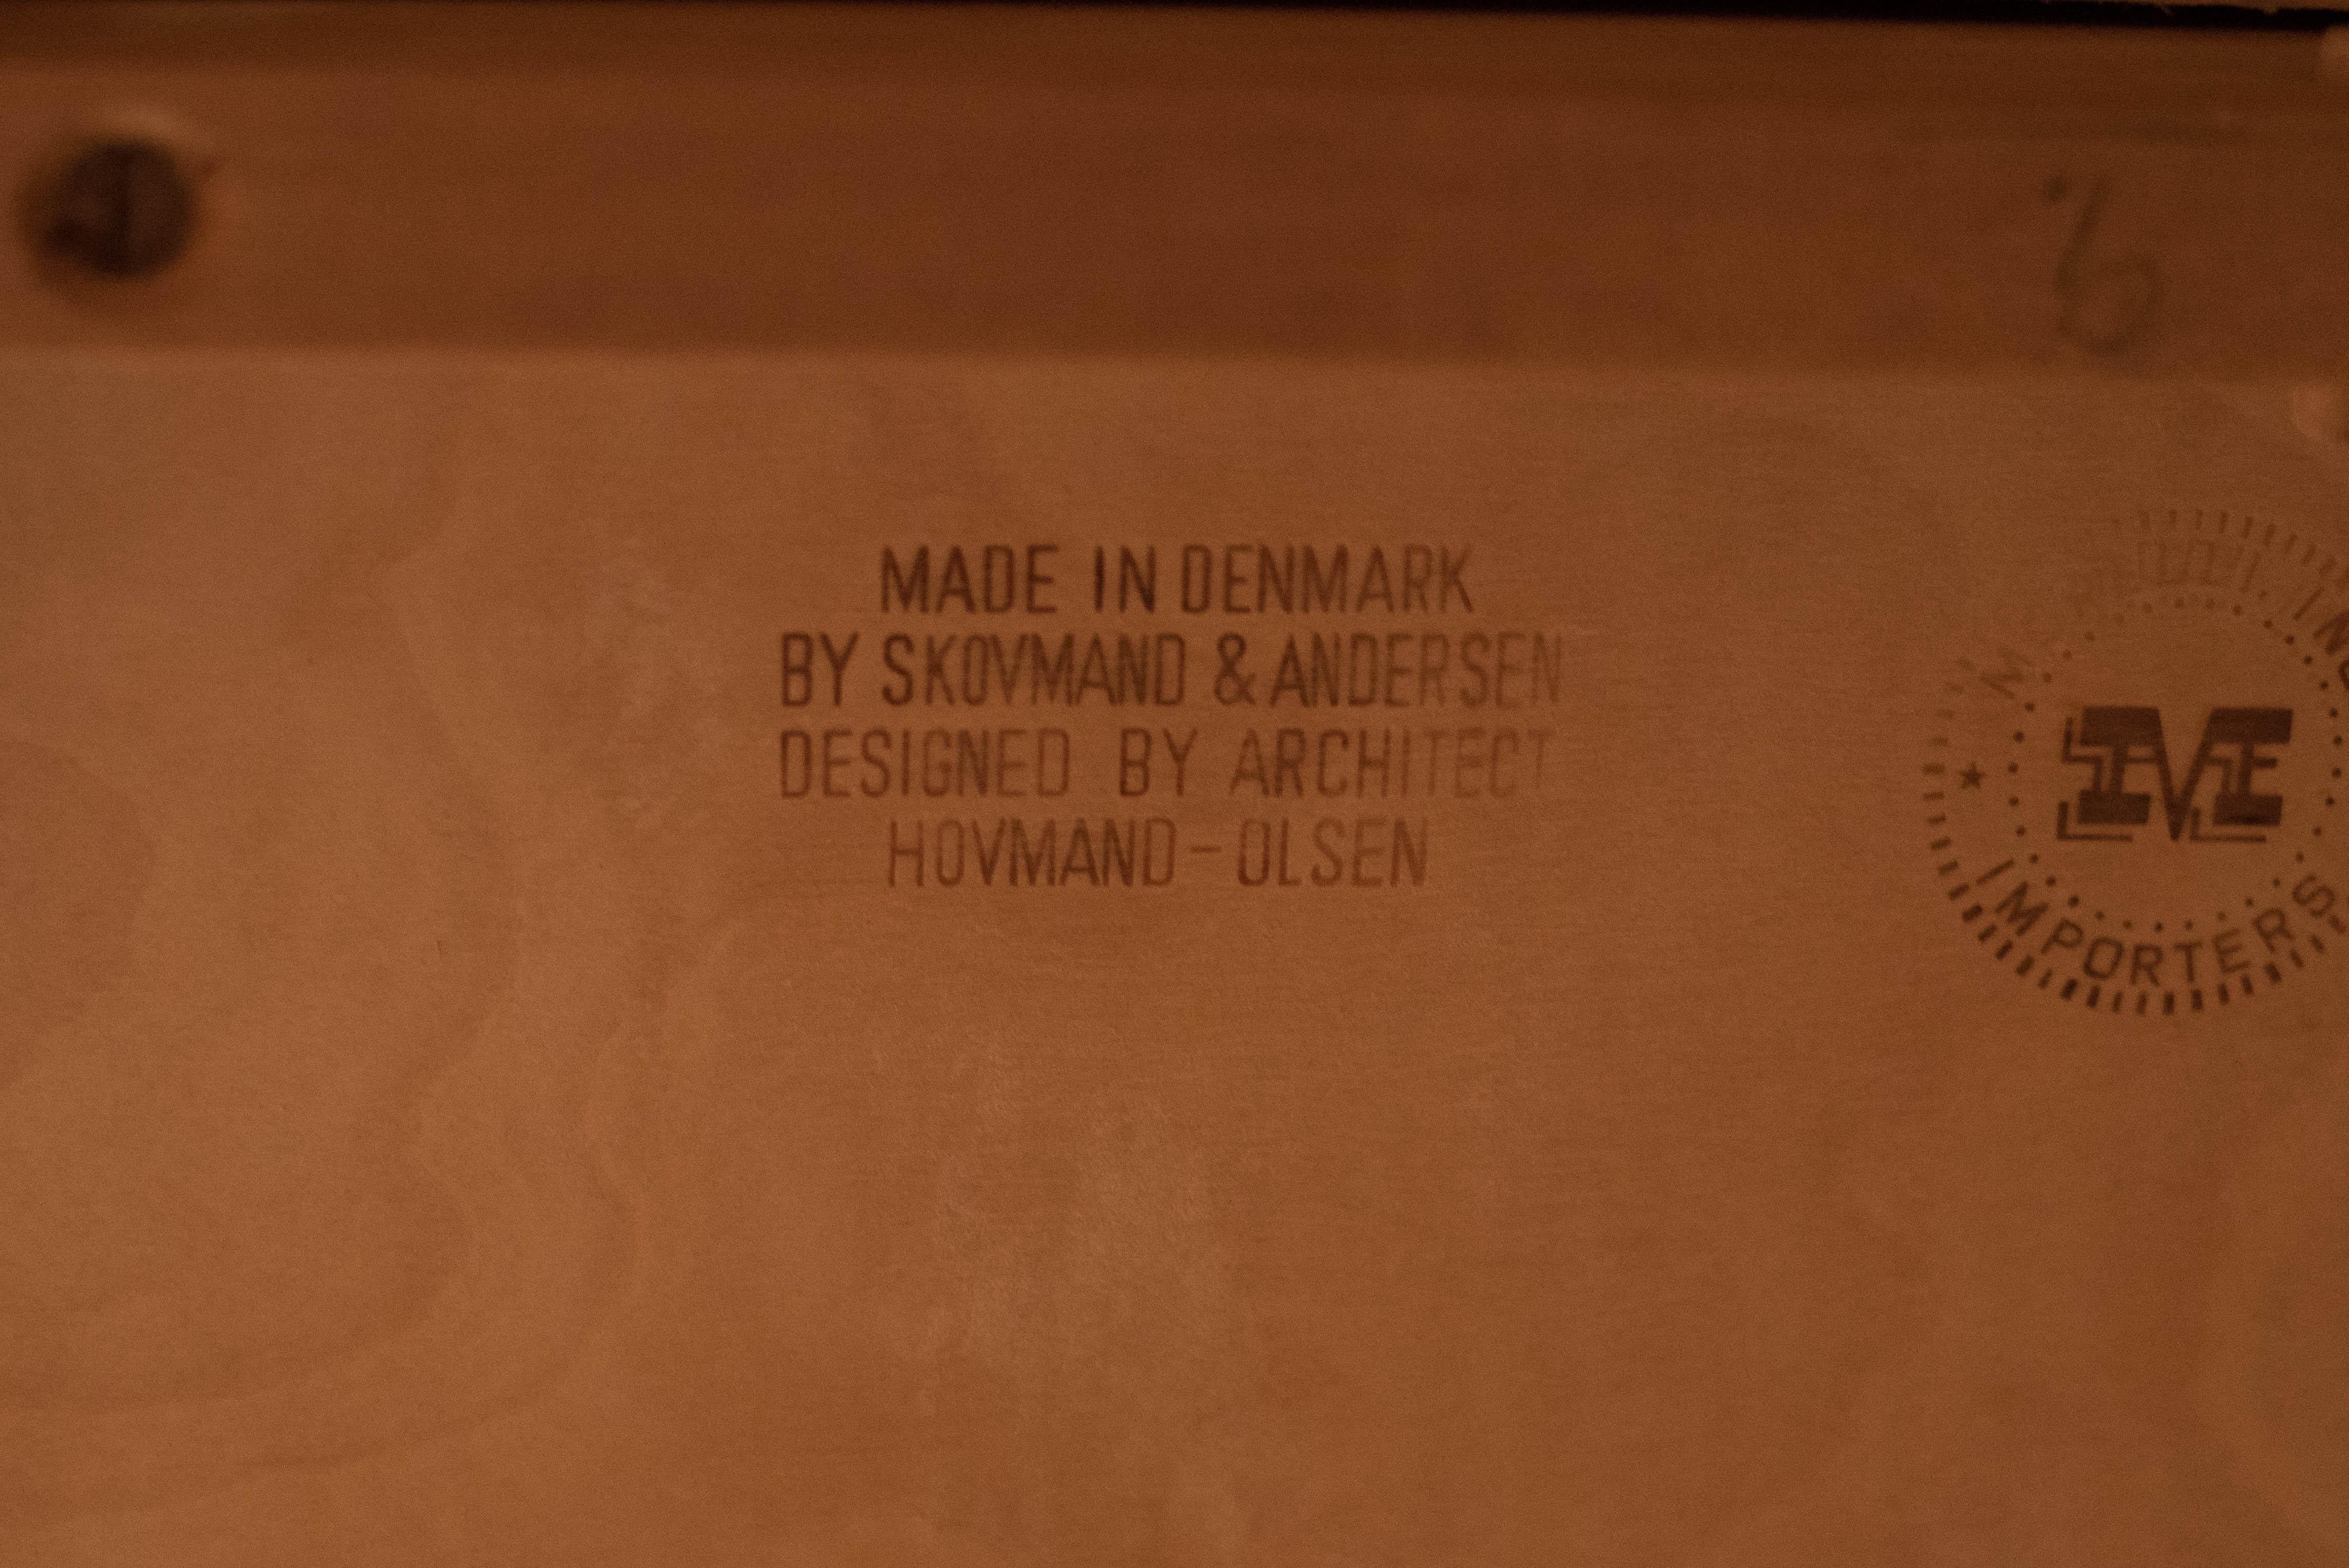 MADE IN DENMARK
BY SKOVMAND & ANDERSEN
DESIGNED BY ARCHITECT
HOVMAND-OLSEN
IMPORTERS